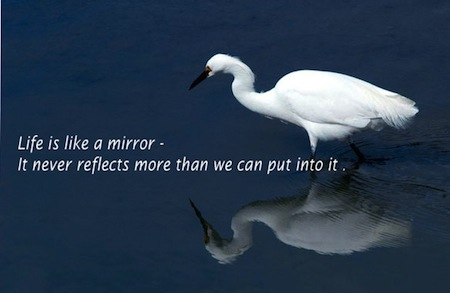 Life is like a mirror -
It never reflects more than we can put into it .